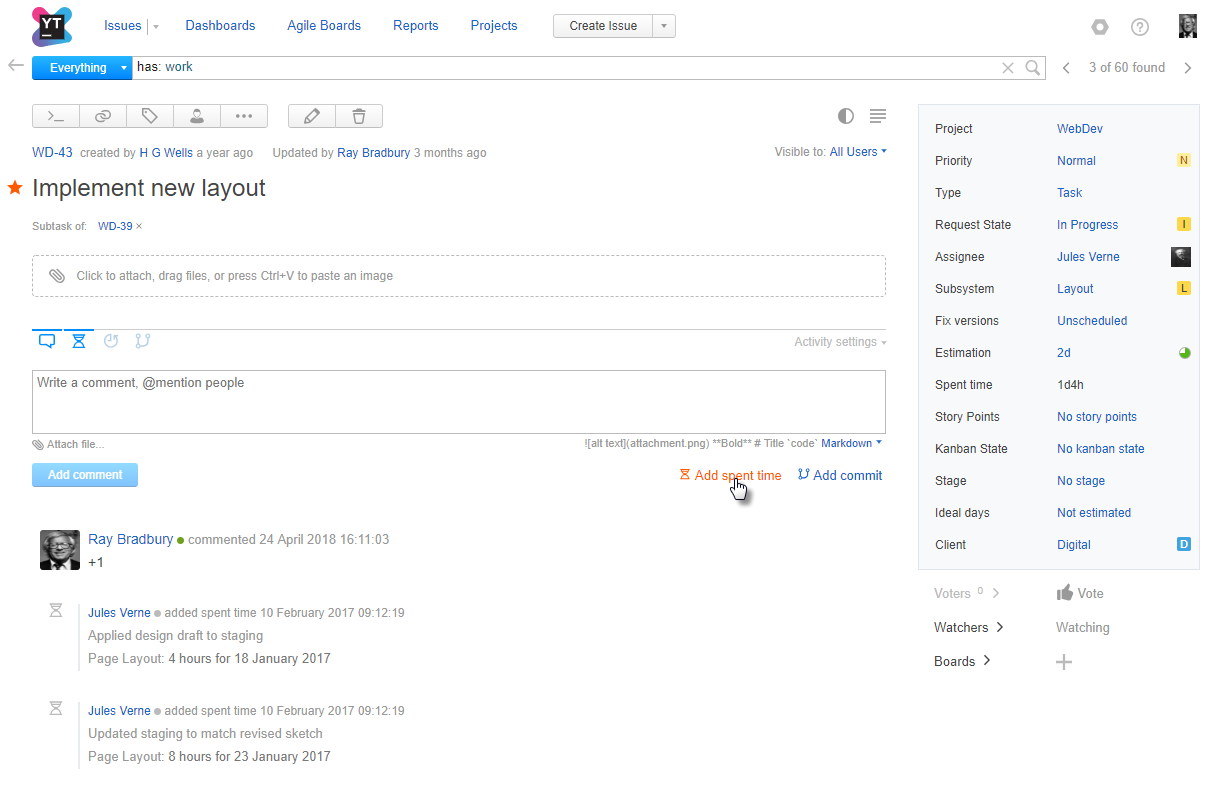 YT
Issues Dashboards Agile Boards Reports Projects Create Issue
Everything has: work 3 of 60 found
WD-43 created by H G Wells a year ago Updated by Ray Bradbury 3 months ago Visible to: All Users
Implement new layout
Subtask of: WD-39 ×
Click to attach, drag files, or press Ctrl+V to paste an image
Activity settings
Write a comment, @mention people
Attach file... ![alt text](attachment.png) **Bold** # Title `code` Markdown
Add comment Add spent time Add commit
Ray Bradbury commented 24 April 2018 16:11:03
+1
Jules Verne added spent time 10 February 2017 09:12:19
Applied design draft to staging
Page Layout: 4 hours for 18 January 2017
Jules Verne added spent time 10 February 2017 09:12:19
Updated staging to match revised sketch
Page Layout: 8 hours for 23 January 2017
Project WebDev
Priority Normal N
Type Task
Request State In Progress I
Assignee Jules Verne
Subsystem Layout L
Fix versions Unscheduled
Estimation 2d
Spent time 1d4h
Story Points No story points
Kanban State No kanban state
Stage No stage
Ideal days Not estimated
Client Digital D
Voters 0 Vote
Watchers Watching
Boards